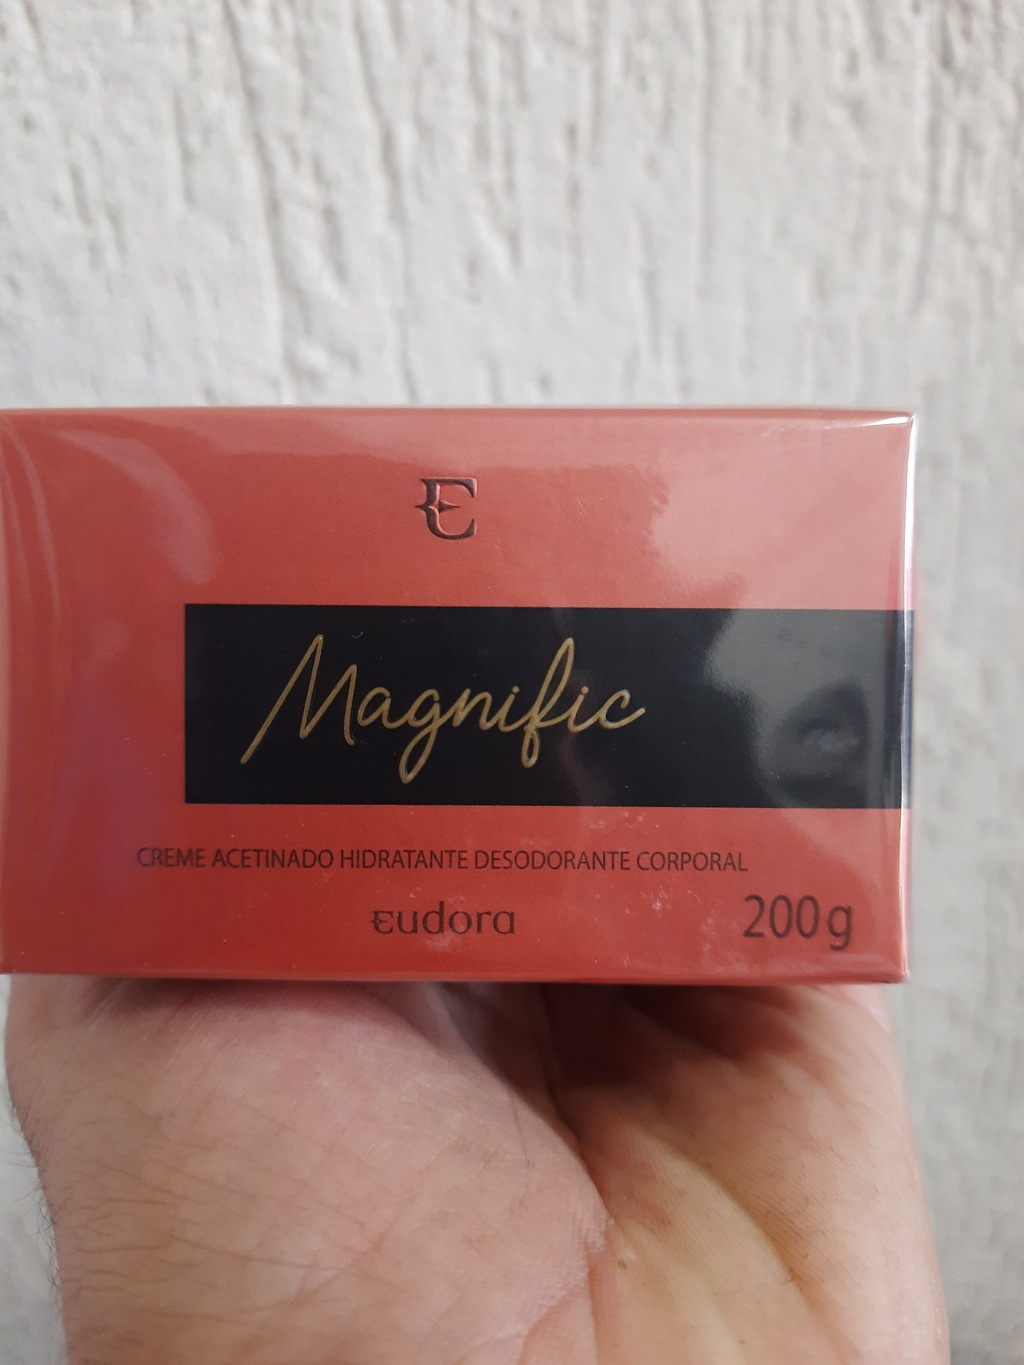 E
Magnific
CREME ACETINADO HIDRATANTE DESODORANTE CORPORAL
eudora
200g